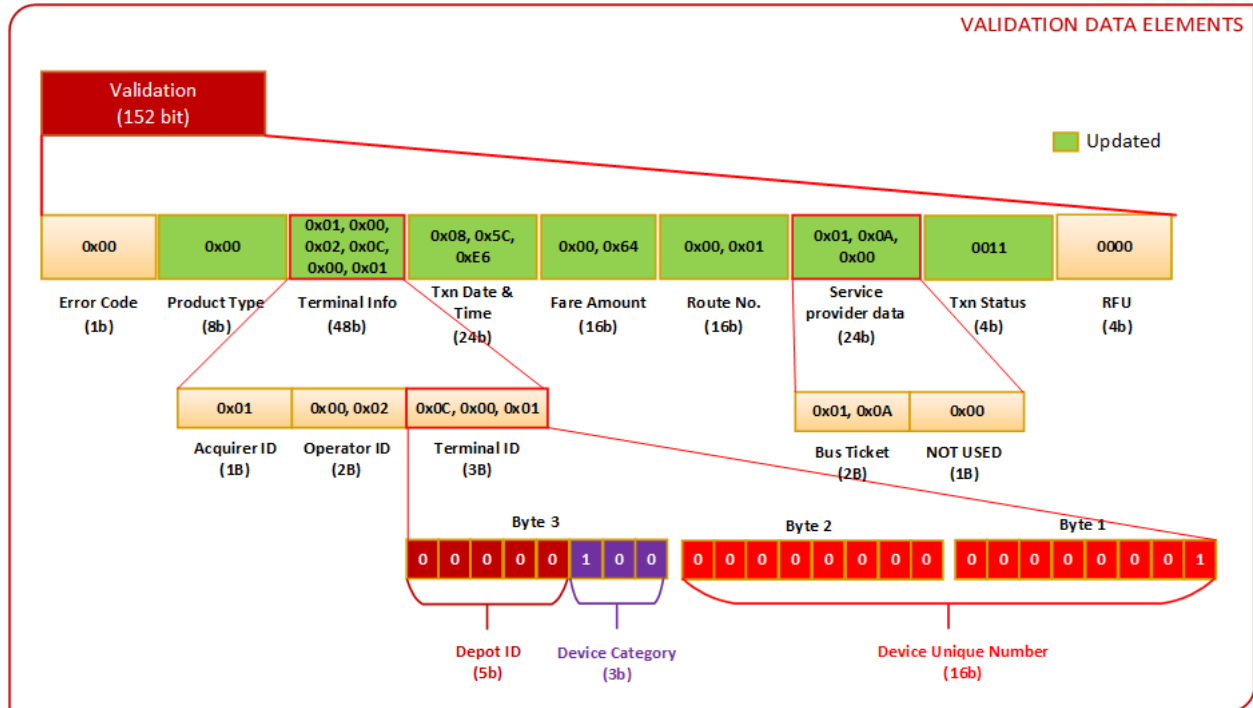 VALIDATION DATA ELEMENTS
Validation
(152 bit)
Updated
0x00
0x00
0x01, 0x00,
0x02, 0x0C,
0x00, 0x01
0x08, 0x5C,
0xE6
0x00, 0x64
0x00, 0x01
0x01, 0x0A,
0x00
0011
0000
Error Code
(1b)
Product Type
(8b)
Terminal Info
(48b)
Txn Date &
Time
(24b)
Fare Amount
(16b)
Route No.
(16b)
Service
provider data
(24b)
Txn Status
(4b)
RFU
(4b)
0x01
0x00, 0x02
0x0C, 0x00, 0x01
0x01, 0x0A
0x00
Acquirer ID
(1B)
Operator ID
(2B)
Terminal ID
(3B)
Bus Ticket
(2B)
NOT USED
(1B)
Byte 3
Byte 2
Byte 1
0 0 0 0 0 1 0 0
0 0 0 0 0 0 0 0
0 0 0 0 0 0 0 1
Depot ID
(5b)
Device Category
(3b)
Device Unique Number
(16b)